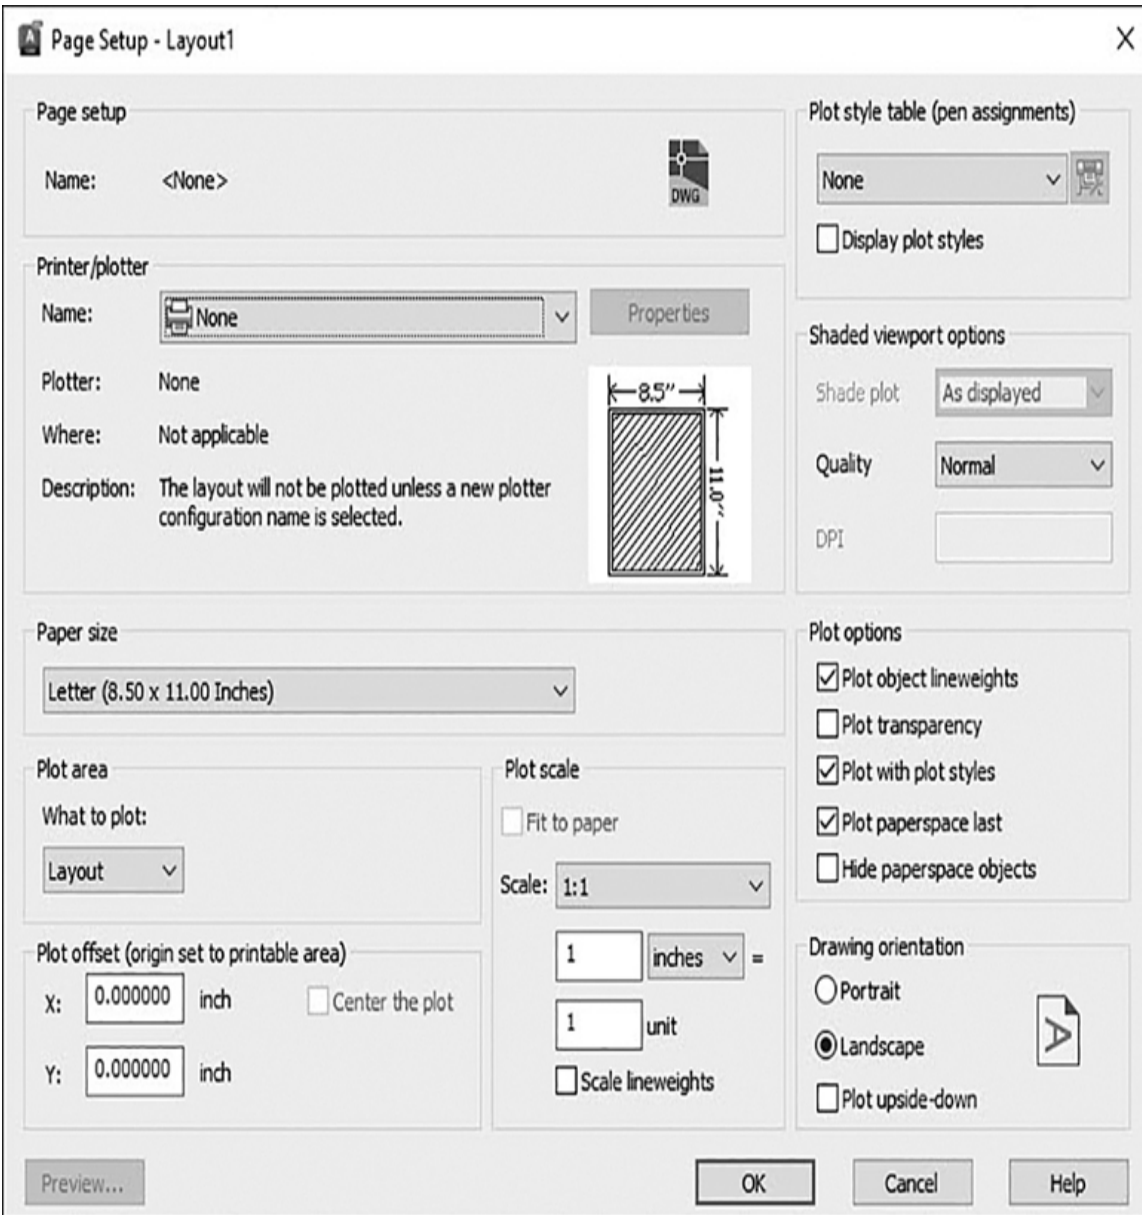 Page Setup - Layout1
X
Page setup
Name: <None>
DWG
Printer/plotter
Name: None
Properties
Plotter: None
Where: Not applicable
Description: The layout will not be plotted unless a new plotter
configuration name is selected.
8.5"
11.0"
Paper size
Letter (8.50 x 11.00 Inches)
Plot area
What to plot:
Layout
Plot offset (origin set to printable area)
X: 0.000000 inch
Center the plot
Y: 0.000000 inch
Plot scale
Fit to paper
Scale: 1:1
1 inches =
1 unit
Scale lineweights
Plot style table (pen assignments)
None
Display plot styles
Shaded viewport options
Shade plot As displayed
Quality Normal
DPI
Plot options
Plot object lineweights
Plot transparency
Plot with plot styles
Plot paperspace last
Hide paperspace objects
Drawing orientation
Portrait
Landscape
A
Plot upside-down
Preview...
OK
Cancel
Help